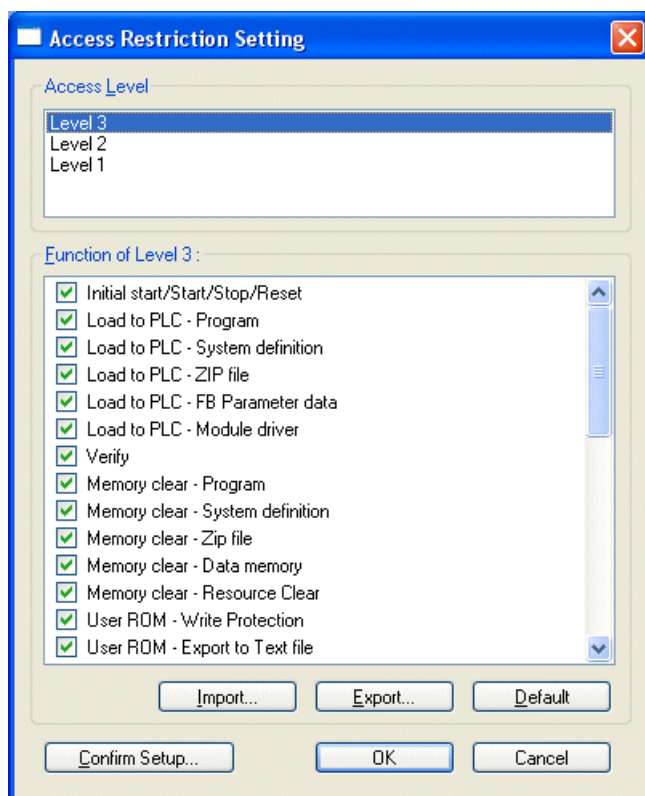 Access Restriction Setting
Access Level
Level 3
Level 2
Level 1
Function of Level 3 :
Initial start/Start/Stop/Reset
Load to PLC - Program
Load to PLC - System definition
Load to PLC - ZIP file
Load to PLC - FB Parameter data
Load to PLC - Module driver
Verify
Memory clear - Program
Memory clear - System definition
Memory clear - Zip file
Memory clear - Data memory
Memory clear - Resource Clear
User ROM - Write Protection
User ROM - Export to Text file
Import... Export... Default
Confirm Setup... OK Cancel